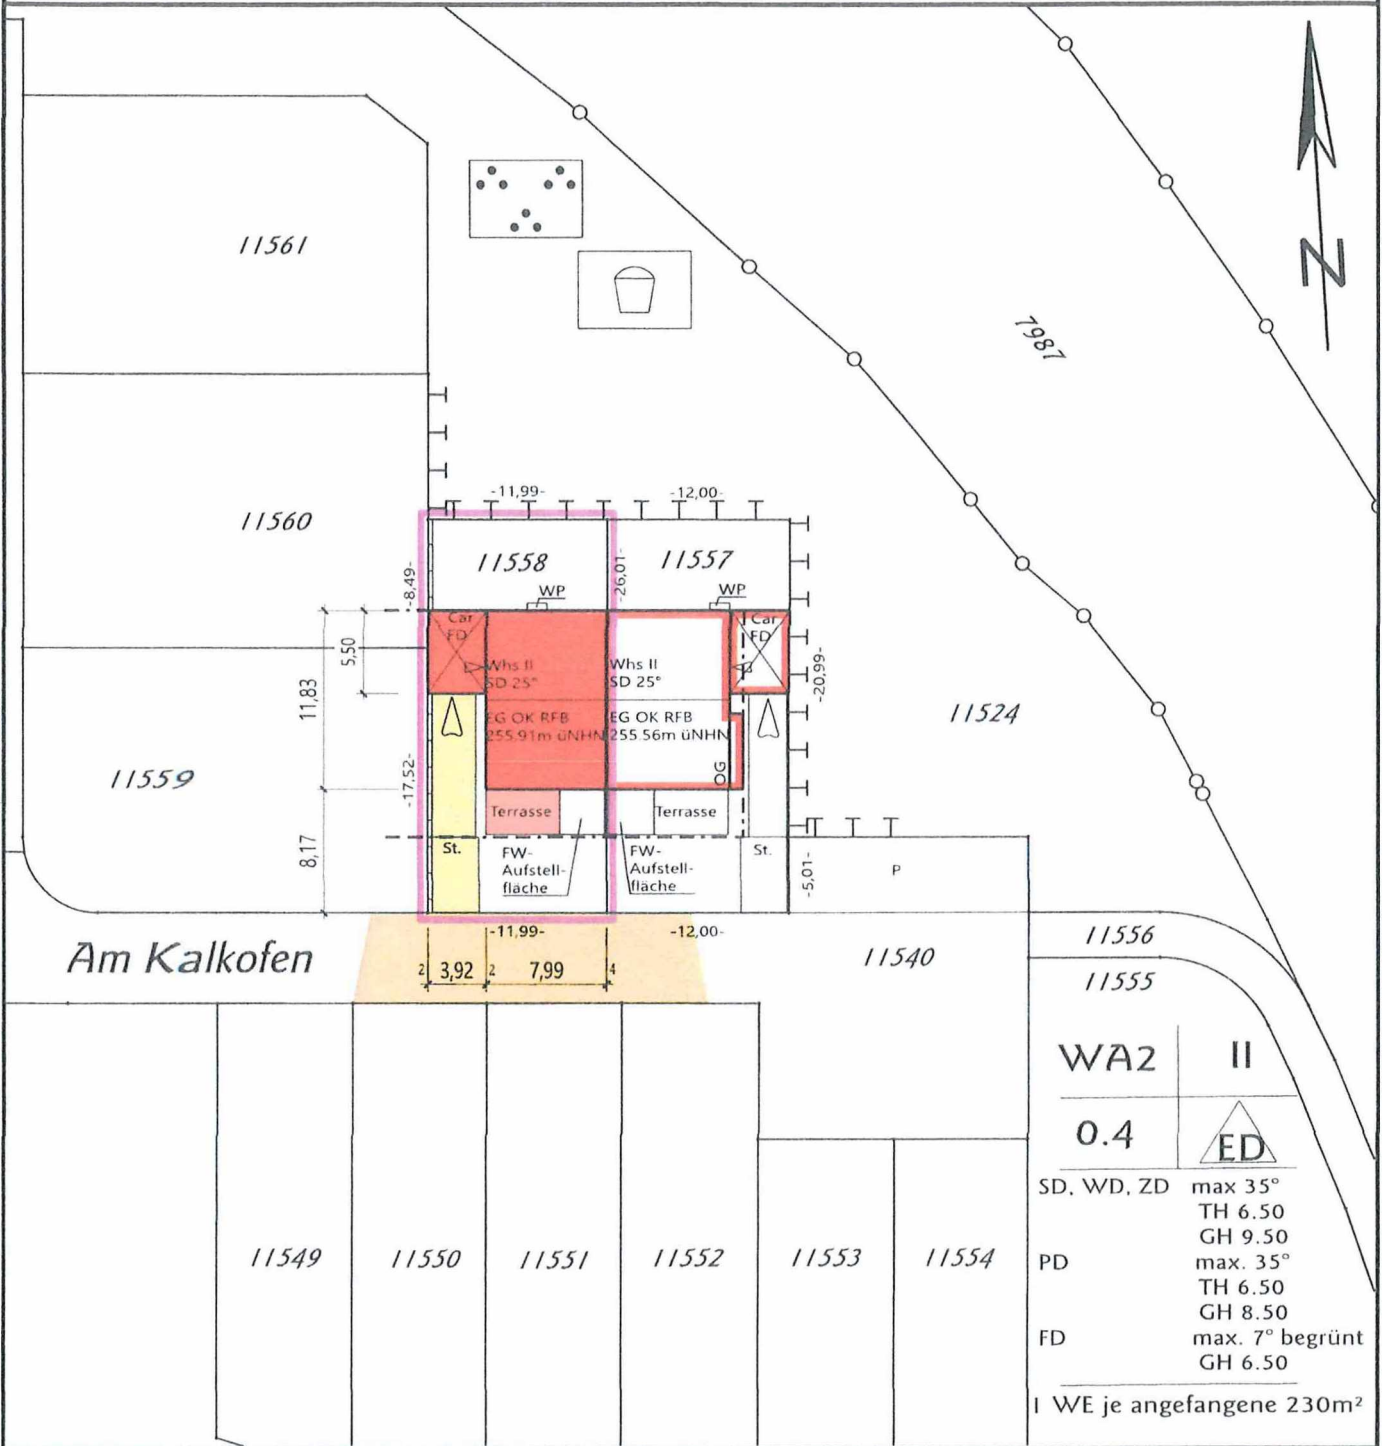 11561
7987
N
11560
-11,99-
-12,00-
11558
11557
-8,49-
-26,01-
WP
WP
Car
FD
Car
FD
5,50
11,83
Whs II
SD 25°
Whs II
SD 25°
-20,99-
EG OK RFB
255.91m üNHN
EG OK RFB
255.56m üNHN
11524
11559
-17,52-
OG
Terrasse
Terrasse
8,17
St.
FW-
Aufstell-
fläche
FW-
Aufstell-
fläche
St.
-5,01-
P
Am Kalkofen
-11,99-
-12,00-
2 3,92 2 7,99 4
11540
11556
11555
WA2 II
0.4 ED
SD, WD, ZD max 35°
TH 6.50
GH 9.50
PD max. 35°
TH 6.50
GH 8.50
FD max. 7° begrünt
GH 6.50
1 WE je angefangene 230m²
11549
11550
11551
11552
11553
11554